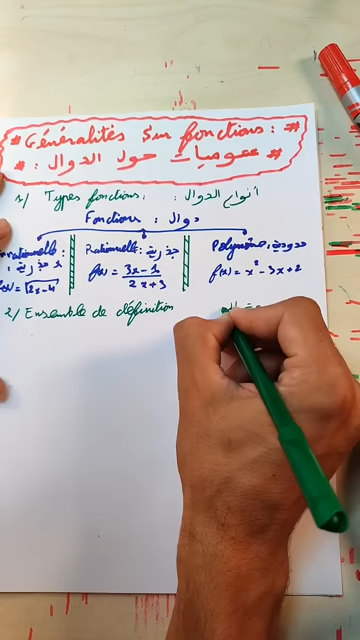 # Généralités sur fonctions : #
# عموميات حول الدوال : #
1/ Types fonctions : أنواع الدوال :
Fonctions : دوال
Rationnelle: جذرية
f(x) = 3x - 1 / 2x + 3
Polynôme: حدودية
f(x) = x² - 3x + 2
f(x) = √2x - 4
2/ Ensemble de définition